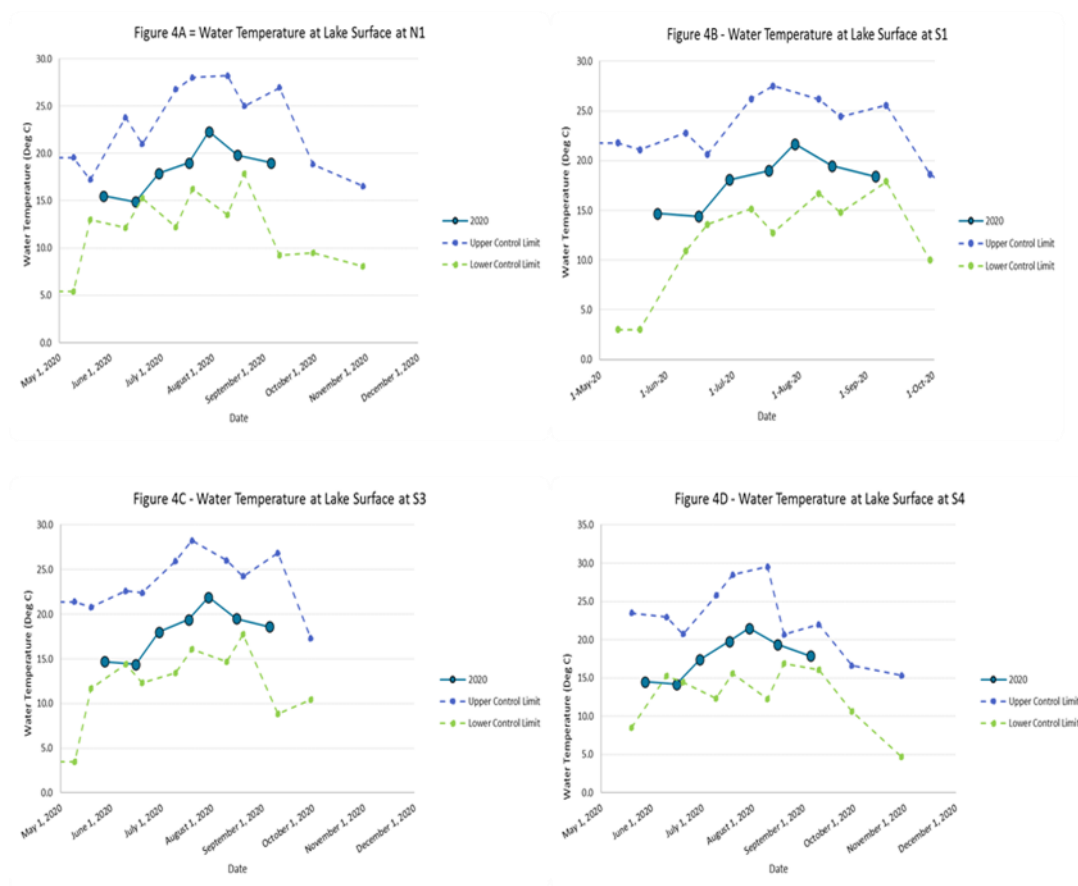 Figure 4A = Water Temperature at Lake Surface at N1
30.0
25.0
20.0
15.0
10.0
5.0
0.0
Water Temperature (Deg C)
May 1, 2020
June 1, 2020
July 1, 2020
August 1, 2020
September 1, 2020
October 1, 2020
November 1, 2020
December 1, 2020
Date
2020
Upper Control Limit
Lower Control Limit
Figure 4B - Water Temperature at Lake Surface at S1
30.0
25.0
20.0
15.0
10.0
5.0
0.0
Water Temperature (Deg C)
1-May-20
1-Jun-20
1-Jul-20
1-Aug-20
1-Sep-20
1-Oct-20
Date
2020
Upper Control Limit
Lower Control Limit
Figure 4C - Water Temperature at Lake Surface at S3
30.0
25.0
20.0
15.0
10.0
5.0
0.0
Water Temperature (Deg C)
May 1, 2020
June 1, 2020
July 1, 2020
August 1, 2020
September 1, 2020
October 1, 2020
November 1, 2020
December 1, 2020
Date
2020
Upper Control Limit
Lower Control Limit
Figure 4D - Water Temperature at Lake Surface at S4
35.0
30.0
25.0
20.0
15.0
10.0
5.0
0.0
Water Temperature (Deg C)
May 1, 2020
June 1, 2020
July 1, 2020
August 1, 2020
September 1, 2020
October 1, 2020
November 1, 2020
December 1, 2020
Date
2020
Upper Control Limit
Lower Control Limit